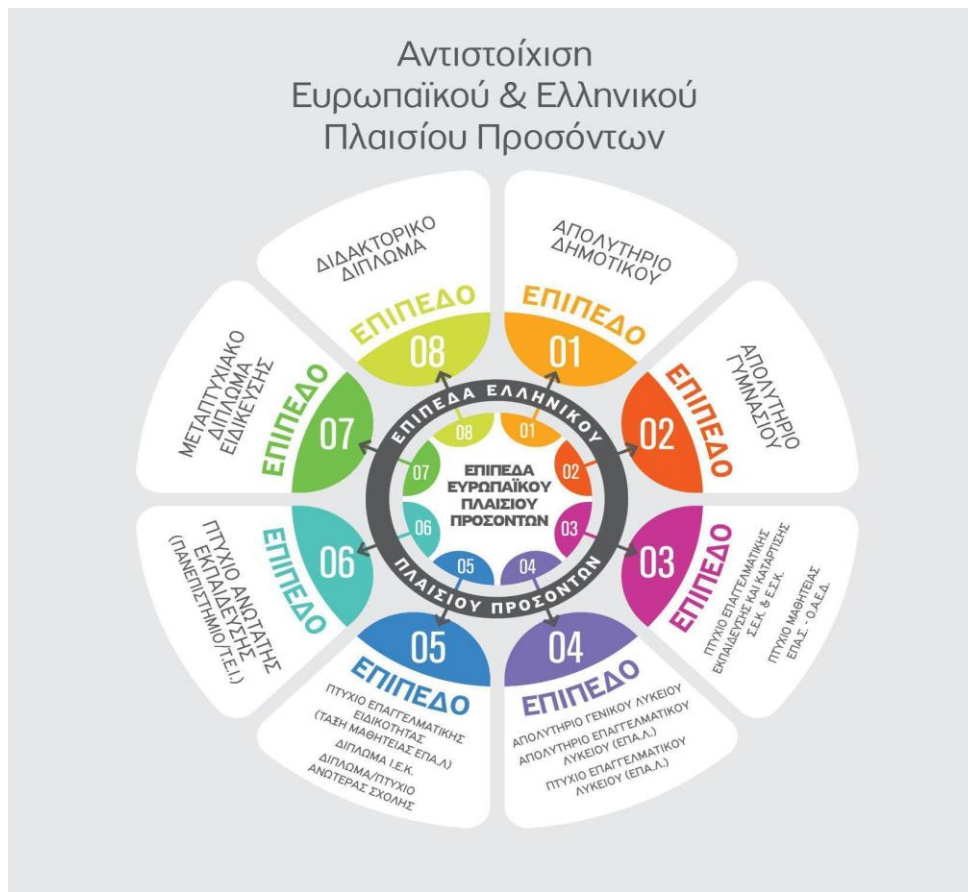 Αντιστοίχιση
Ευρωπαϊκού & Ελληνικού
Πλαισίου Προσόντων
ΑΠΟΛΥΤΗΡΙΟ
ΔΗΜΟΤΙΚΟΥ
ΕΠΙΠΕΔΟ
01
ΑΠΟΛΥΤΗΡΙΟ
ΓΥΜΝΑΣΙΟΥ
ΕΠΙΠΕΔΟ
02
ΕΠΙΠΕΔΟ
03
ΠΤΥΧΙΟ ΕΠΑΓΓΕΛΜΑΤΙΚΗΣ
ΕΚΠΑΙΔΕΥΣΗΣ ΚΑΙ ΚΑΤΑΡΤΙΣΗΣ
Σ.Ε.Κ. & Ε.Σ.Κ.
ΠΤΥΧΙΟ ΜΑΘΗΤΕΙΑΣ
ΕΠΑ.Σ. - Ο.Α.Ε.Δ.
04
ΕΠΙΠΕΔΟ
ΑΠΟΛΥΤΗΡΙΟ ΓΕΝΙΚΟΥ ΛΥΚΕΙΟΥ
ΑΠΟΛΥΤΗΡΙΟ ΕΠΑΓΓΕΛΜΑΤΙΚΟΥ
ΛΥΚΕΙΟΥ (ΕΠΑ.Λ.)
ΠΤΥΧΙΟ ΕΠΑΓΓΕΛΜΑΤΙΚΟΥ
ΛΥΚΕΙΟΥ (ΕΠΑ.Λ.)
05
ΕΠΙΠΕΔΟ
ΠΤΥΧΙΟ ΕΠΑΓΓΕΛΜΑΤΙΚΗΣ
ΕΙΔΙΚΟΤΗΤΑΣ
(ΤΑΞΗ ΜΑΘΗΤΕΙΑΣ ΕΠΑ.Λ)
ΔΙΠΛΩΜΑ Ι.Ε.Κ.
ΔΙΠΛΩΜΑ/ΠΤΥΧΙΟ
ΑΝΩΤΕΡΑΣ ΣΧΟΛΗΣ
06
ΕΠΙΠΕΔΟ
ΠΤΥΧΙΟ ΑΝΩΤΑΤΗΣ
ΕΚΠΑΙΔΕΥΣΗΣ
(ΠΑΝΕΠΙΣΤΗΜΙΟ/Τ.Ε.Ι.)
ΜΕΤΑΠΤΥΧΙΑΚΟ
ΔΙΠΛΩΜΑ
ΕΙΔΙΚΕΥΣΗΣ
ΕΠΙΠΕΔΟ
07
ΔΙΔΑΚΤΟΡΙΚΟ
ΔΙΠΛΩΜΑ
ΕΠΙΠΕΔΟ
08
ΕΠΙΠΕΔΑ ΕΛΛΗΝΙΚΟΥ
ΠΛΑΙΣΙΟΥ ΠΡΟΣΟΝΤΩΝ
01
02
03
04
05
06
07
08
ΕΠΙΠΕΔΑ
ΕΥΡΩΠΑΪΚΟΥ
ΠΛΑΙΣΙΟΥ
ΠΡΟΣΟΝΤΩΝ